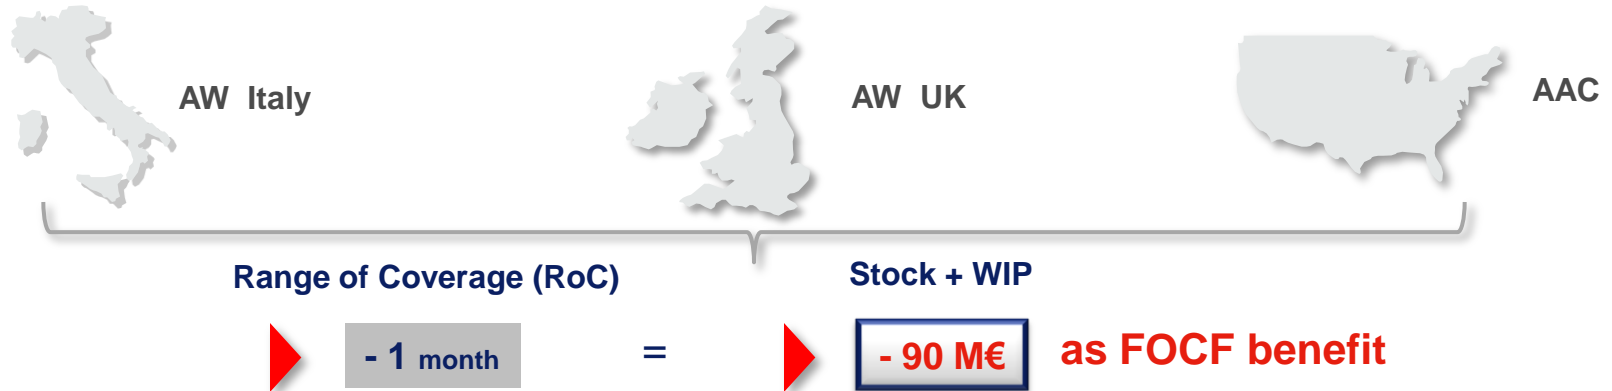 AW Italy
AW UK
AAC
Range of Coverage (RoC)
Stock + WIP
- 1 month = - 90 M€ as FOCF benefit